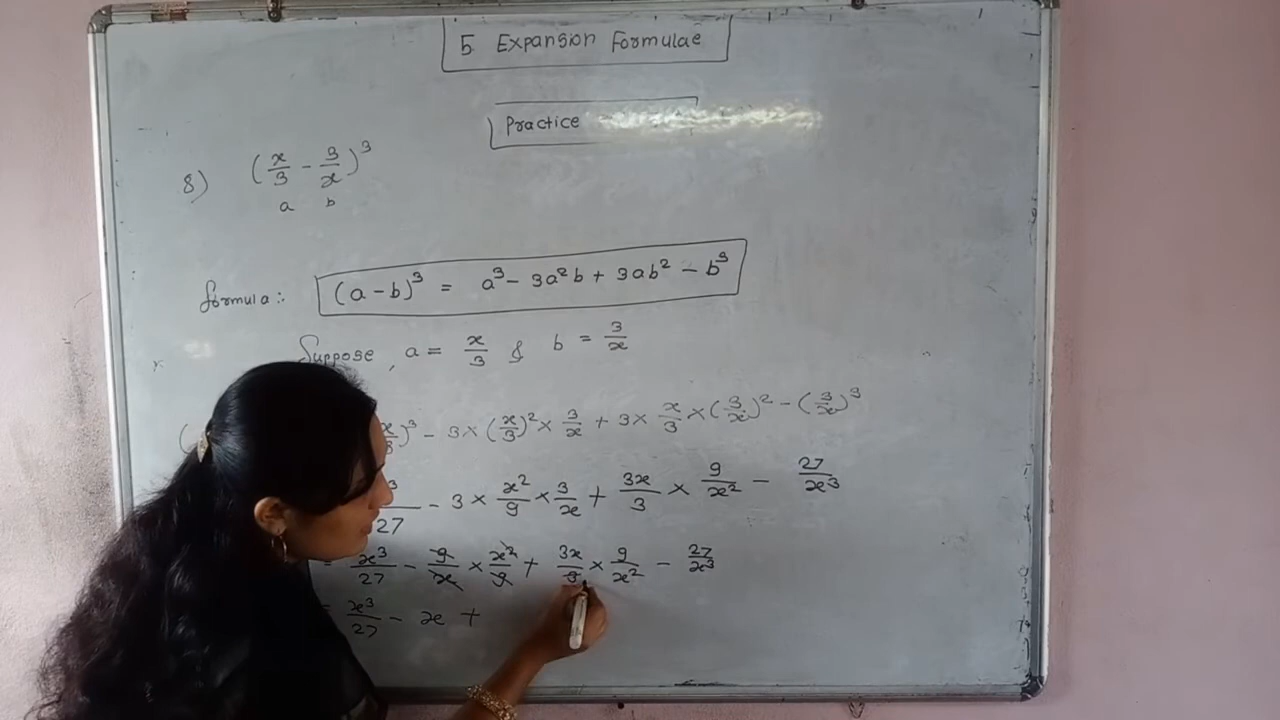 5 Expansion Formulae
Practice
8) (x/3 - 3/x)³
a b
formula:- (a-b)³ = a³ - 3a²b + 3ab² - b³
Suppose, a = x/3 & b = 3/x
( )³ - 3×(x/3)²×3/x + 3×x/3×(3/x)² - (3/x)³
27 - 3×x²/9×3/x + 3x/3×9/x² - 27/x³
= x³/27 - 9/x×x²/9 + 3x/3×9/x² - 27/x³
= x³/27 - x +